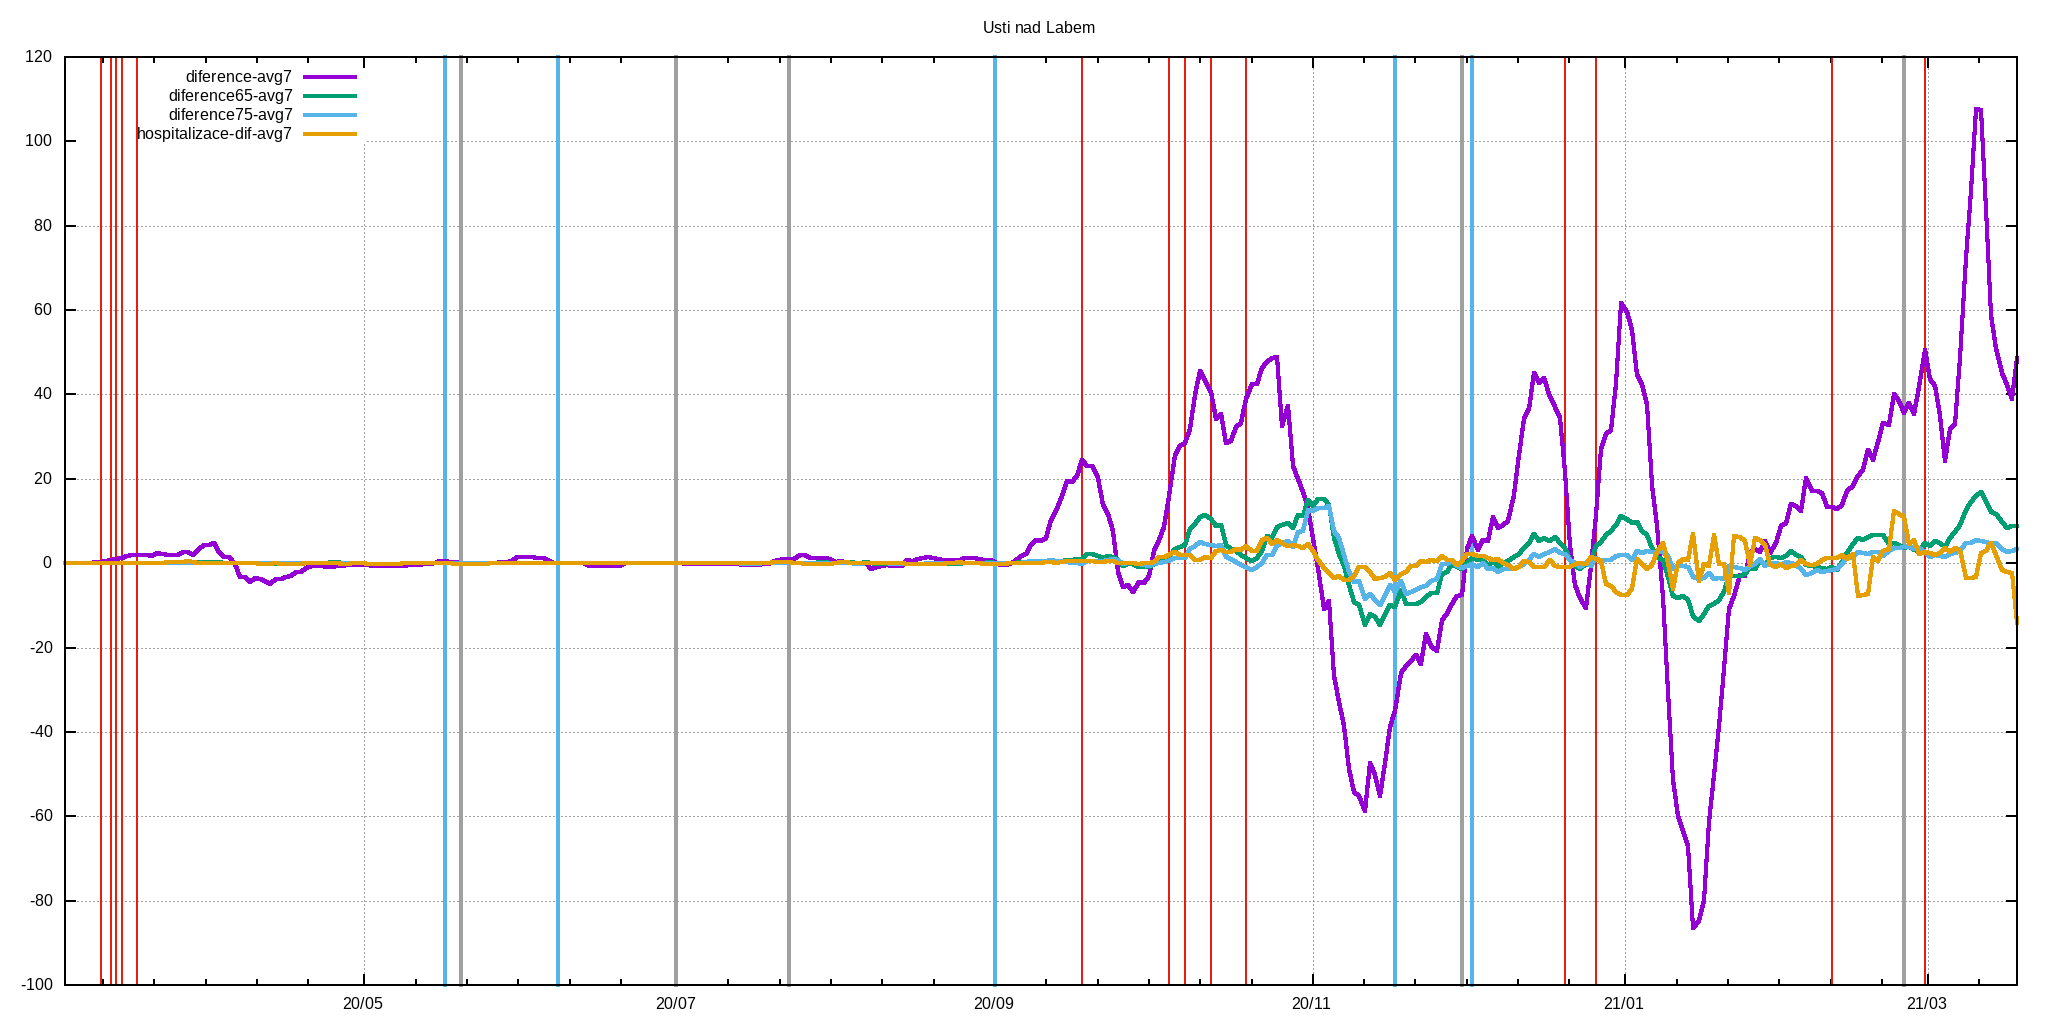 Usti nad Labem
diference-avg7
diference65-avg7
diference75-avg7
hospitalizace-dif-avg7
120
100
80
60
40
20
0
-20
-40
-60
-80
-100
20/05 20/07 20/09 20/11 21/01 21/03